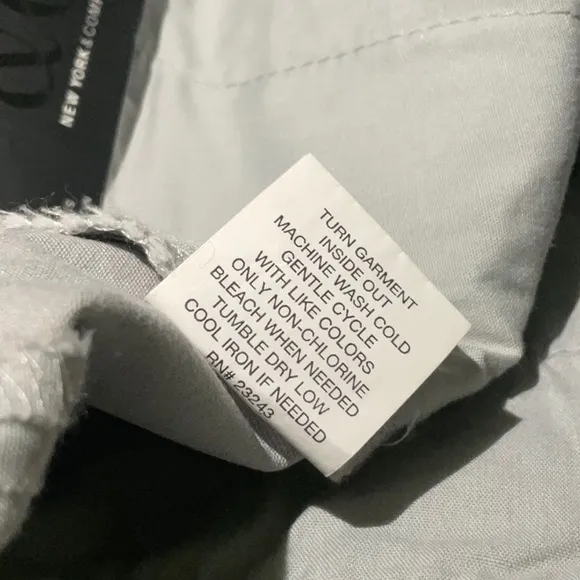 NEW YORK & COMP
TURN GARMENT
INSIDE OUT
MACHINE WASH COLD
GENTLE CYCLE
WITH LIKE COLORS
ONLY NON-CHLORINE
BLEACH WHEN NEEDED
TUMBLE DRY LOW
COOL IRON IF NEEDED
RN# 23243